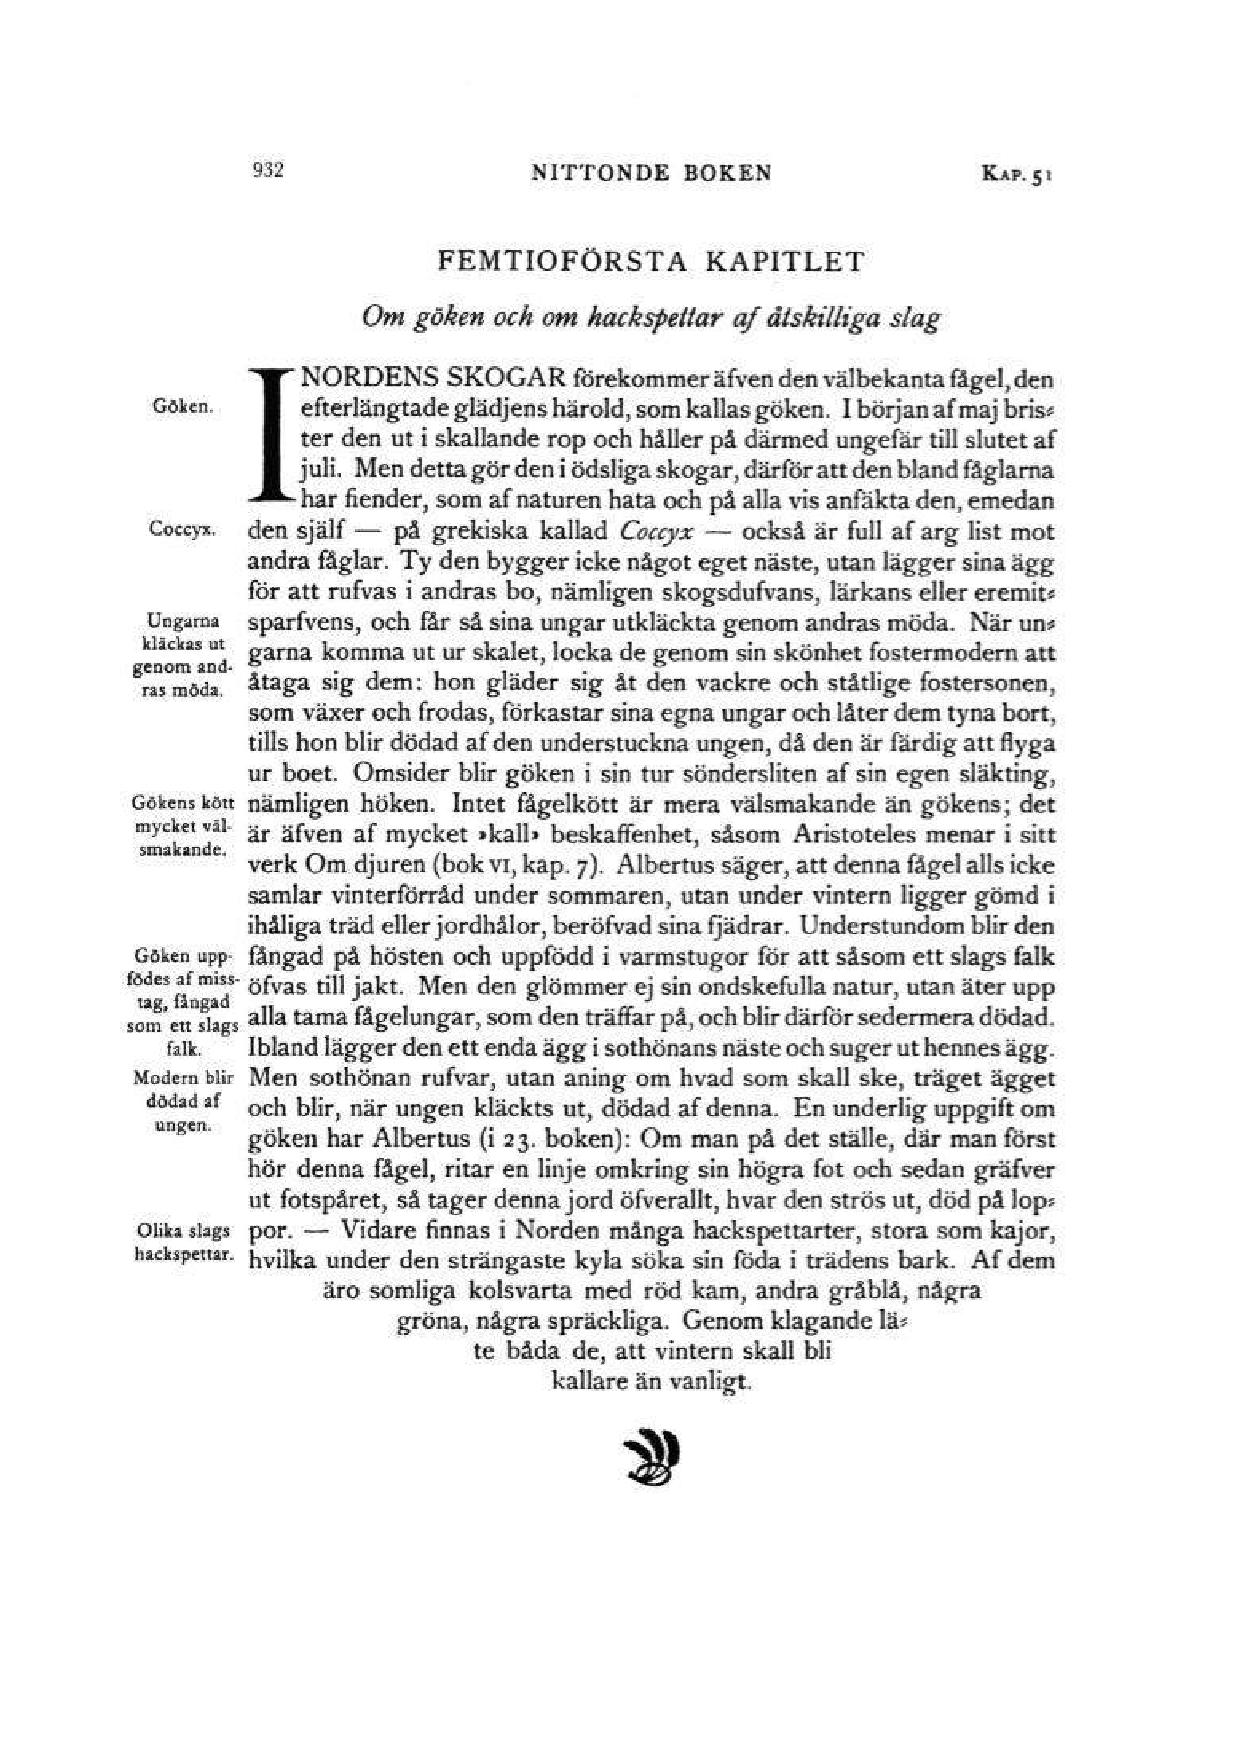 932 NITTONDE BOKEN KAP. 51
FEMTIOFÖRSTA KAPITLET
Om göken och om hackspettar af åtskilliga slag
I NORDENS SKOGAR förekommer äfven den välbekanta fågel, den
Göken.
efterlängtade glädjens härold, som kallas göken. I början af maj bris-
ter den ut i skallande rop och håller på därmed ungefär till slutet af
juli. Men detta gör den i ödsliga skogar, därför att den bland fåglarna
har fiender, som af naturen hata och på alla vis anfäkta den, emedan
Coccyx.
den själf — på grekiska kallad Coccyx — också är full af arg list mot
andra fåglar. Ty den bygger icke något eget näste, utan lägger sina ägg
för att rufvas i andras bo, nämligen skogsdufvans, lärkans eller eremit-
Ungarna
kläckas ut
genom and-
ras möda.
sparfvens, och får så sina ungar utkläckta genom andras möda. När un-
garna komma ut ur skalet, locka de genom sin skönhet fostermodern att
åtaga sig dem: hon gläder sig åt den vackre och ståtlige fostersonen,
som växer och frodas, förkastar sina egna ungar och låter dem tyna bort,
tills hon blir dödad af den understuckna ungen, då den är färdig att flyga
ur boet. Omsider blir göken i sin tur söndersliten af sin egen släkting,
Gökens kött
mycket väl-
smakande.
nämligen höken. Intet fågelkött är mera välsmakande än gökens; det
är äfven af mycket »kall» beskaffenhet, såsom Aristoteles menar i sitt
verk Om djuren (bok VI, kap. 7). Albertus säger, att denna fågel alls icke
samlar vinterförråd under sommaren, utan under vintern ligger gömd i
ihåliga träd eller jordhålor, beröfvad sina fjädrar. Understundom blir den
Göken upp-
födes af miss-
tag, fångad
som ett slags
falk.
fångad på hösten och uppfödd i varmstugor för att såsom ett slags falk
öfvas till jakt. Men den glömmer ej sin ondskefulla natur, utan äter upp
alla tama fågelungar, som den träffar på, och blir därför sedermera dödad.
Ibland lägger den ett enda ägg i sothönans näste och suger ut hennes ägg.
Modern blir
dödad af
ungen.
Men sothönan rufvar, utan aning om hvad som skall ske, träget ägget
och blir, när ungen kläckts ut, dödad af denna. En underlig uppgift om
göken har Albertus (i 23. boken): Om man på det ställe, där man först
hör denna fågel, ritar en linje omkring sin högra fot och sedan gräfver
ut fotspåret, så tager denna jord öfverallt, hvar den strös ut, död på lop-
Olika slags
hackspettar.
por. — Vidare finnas i Norden många hackspettarter, stora som kajor,
hvilka under den strängaste kyla söka sin föda i trädens bark. Af dem
äro somliga kolsvarta med röd kam, andra gråblå, några
gröna, några spräckliga. Genom klagande lä-
te båda de, att vintern skall bli
kallare än vanligt.